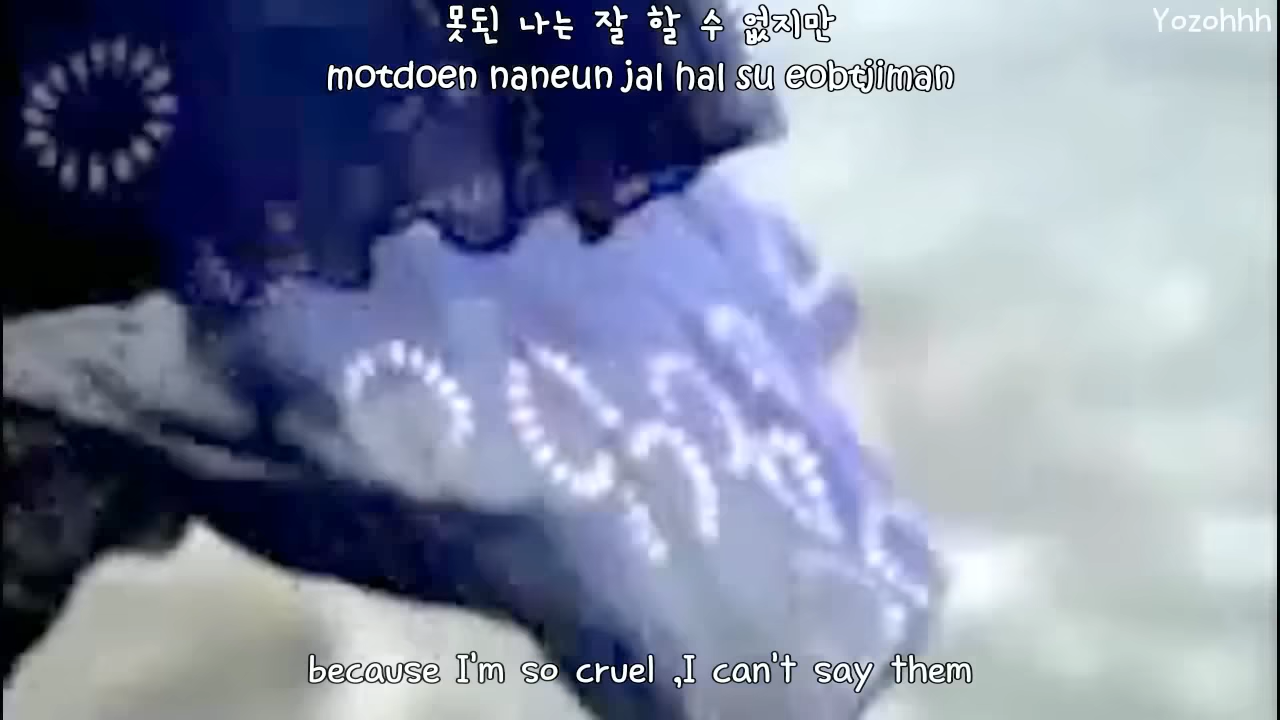 못된 나는 잘 할 수 없지만
Yozohhh
motdoen naneun jal hal su eobtjiman
because I'm so cruel ,I can't say them